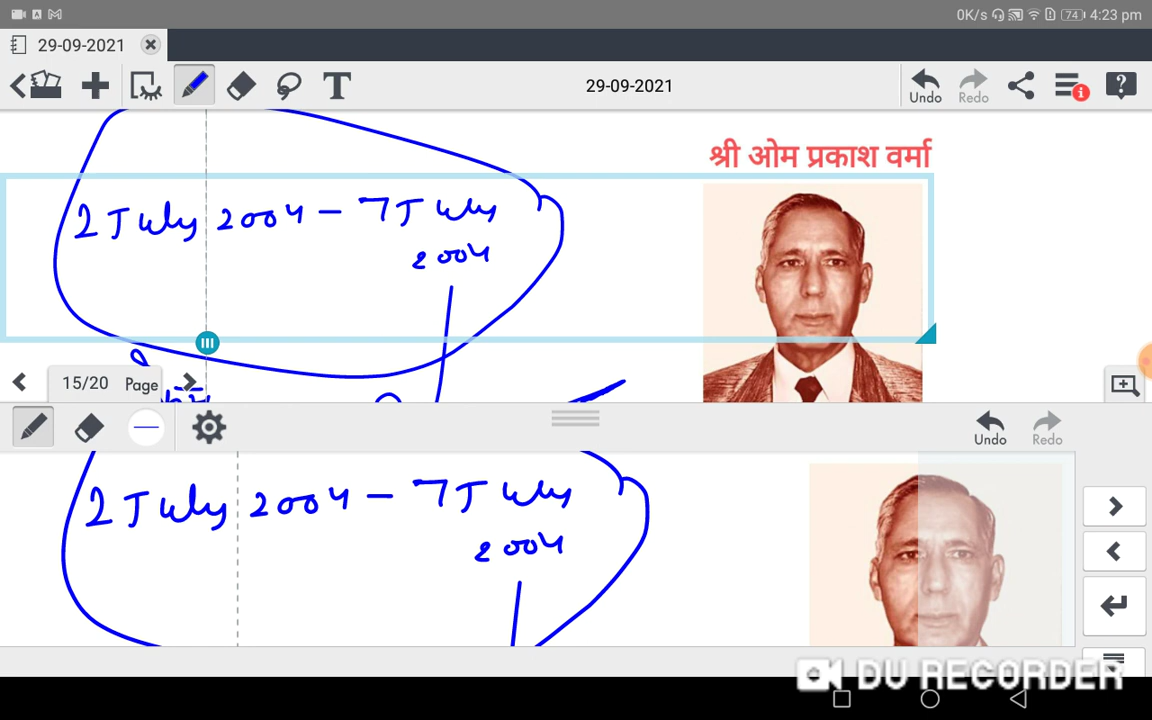 0K/s 74 4:23 pm
29-09-2021
T 29-09-2021 Undo Redo
श्री ओम प्रकाश वर्मा
2 July 2004 - 7 July
2004
15/20 Page
Undo Redo
2 July 2004 - 7 July
2004
DU RECORDER